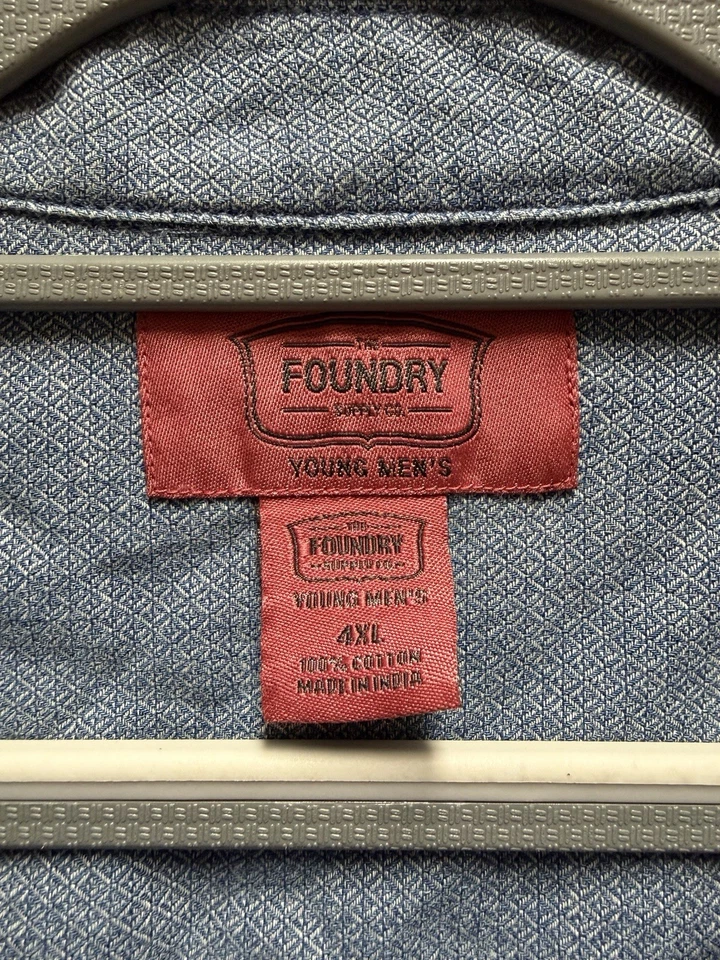 THE
FOUNDRY
SUPPLY CO.
YOUNG MEN'S
THE
FOUNDRY
SUPPLY CO.
YOUNG MEN'S
4XL
100% COTTON
MADE IN INDIA